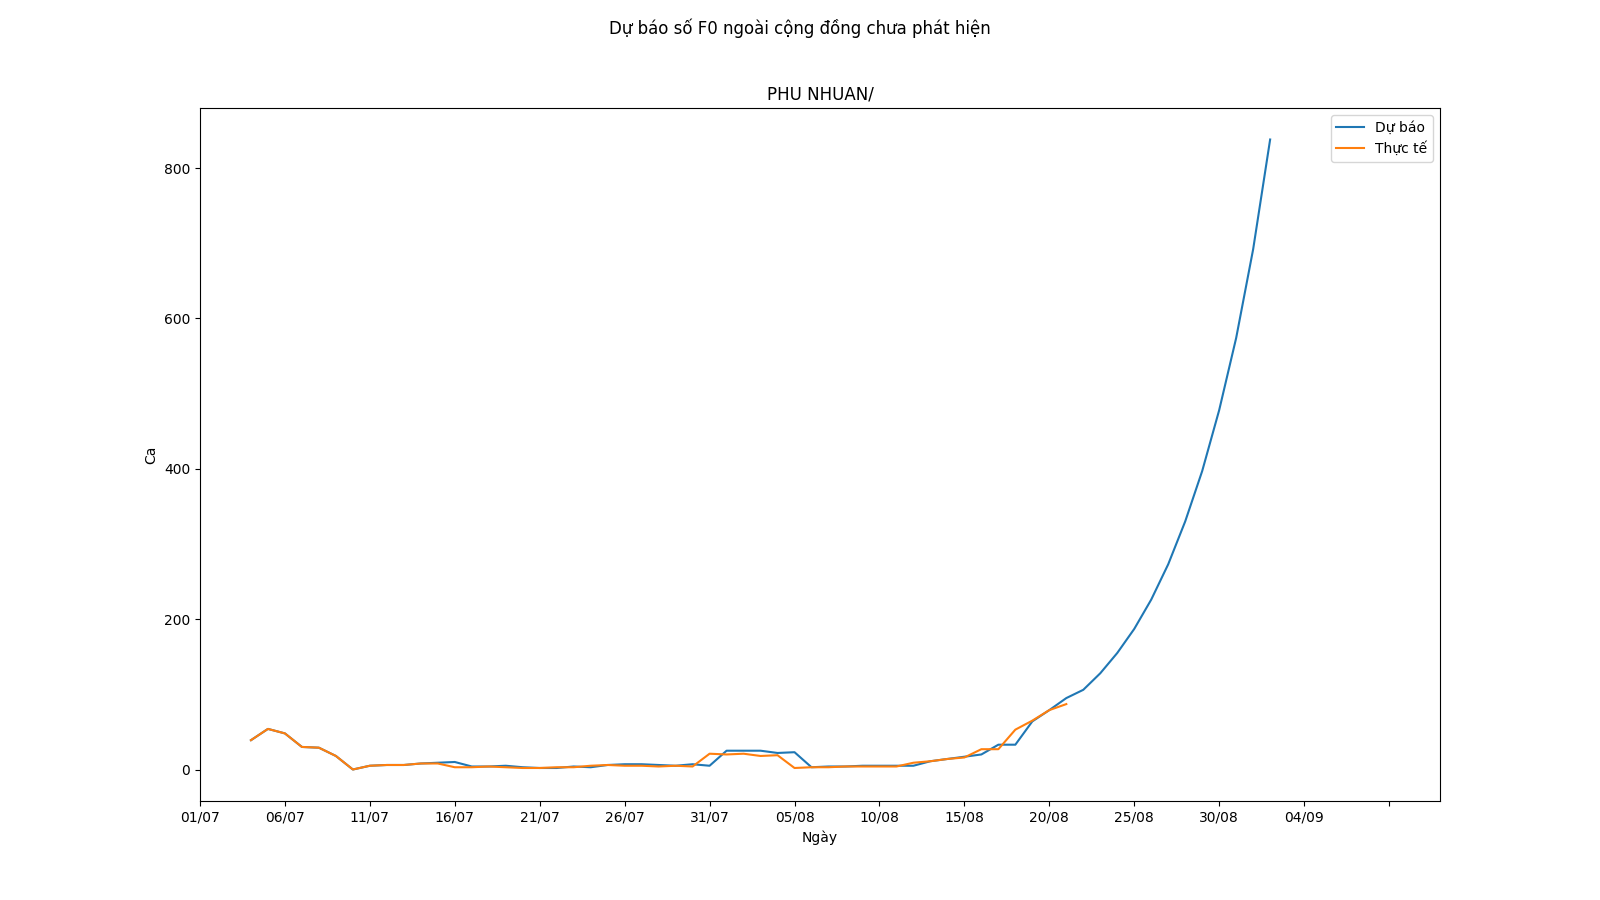 Dự báo số F0 ngoài cộng đồng chưa phát hiện
PHU NHUAN/
Dự báo
Thực tế
800
600
400
200
0
Ca
01/07 06/07 11/07 16/07 21/07 26/07 31/07 05/08 10/08 15/08 20/08 25/08 30/08 04/09
Ngày